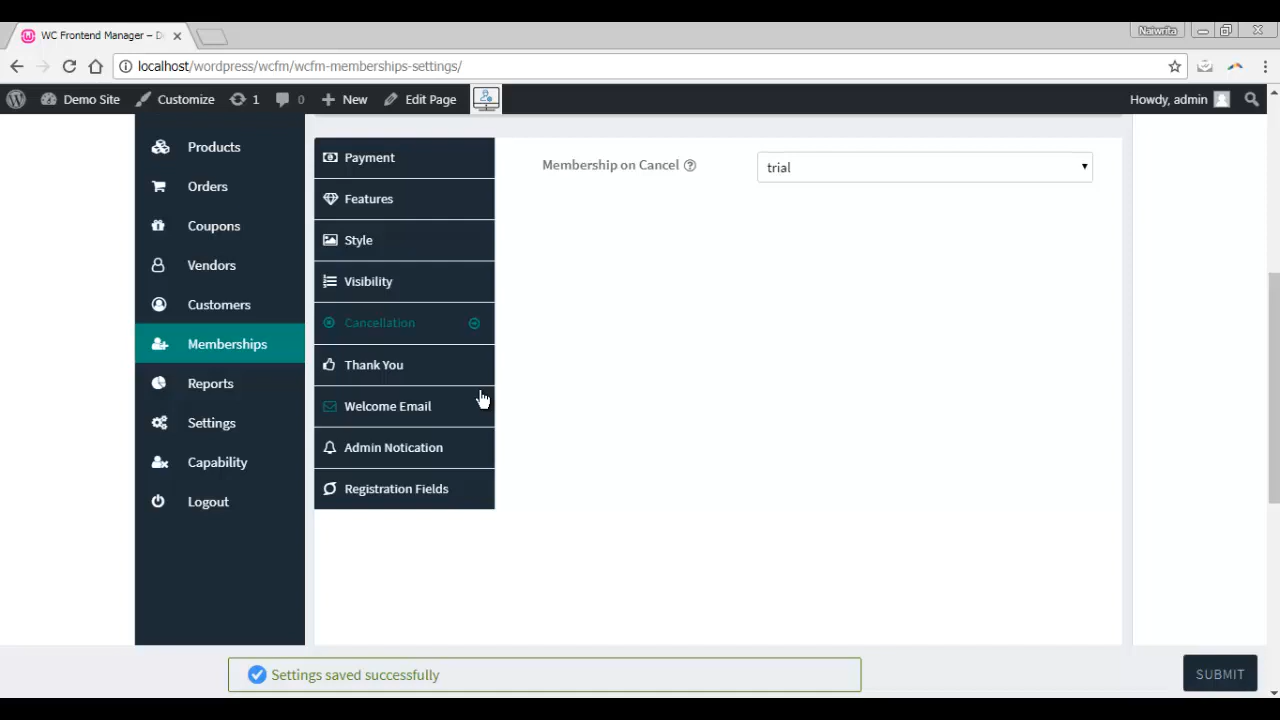 WC Frontend Manager – D
Naiwrita
localhost/wordpress/wcfm/wcfm-memberships-settings/
Demo Site
Customize
1
0
New
Edit Page
Howdy, admin
Products
Orders
Coupons
Vendors
Customers
Memberships
Reports
Settings
Capability
Logout
Payment
Features
Style
Visibility
Cancellation
Thank You
Welcome Email
Admin Notication
Registration Fields
Membership on Cancel
trial
Settings saved successfully
SUBMIT